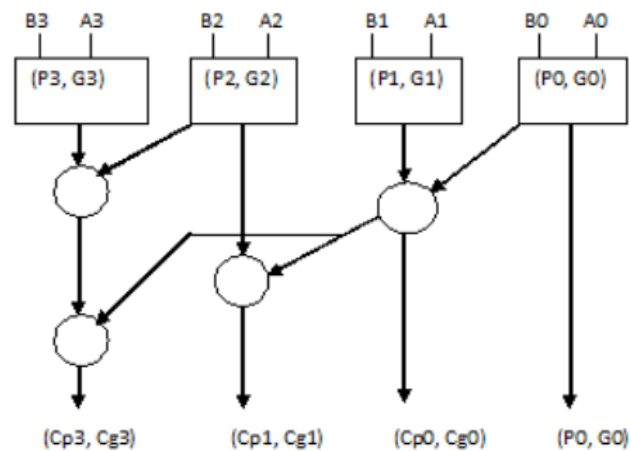 B3 A3 B2 A2 B1 A1 B0 A0
(P3, G3) (P2, G2) (P1, G1) (P0, G0)
(Cp3, Cg3) (Cp1, Cg1) (Cp0, Cg0) (P0, G0)